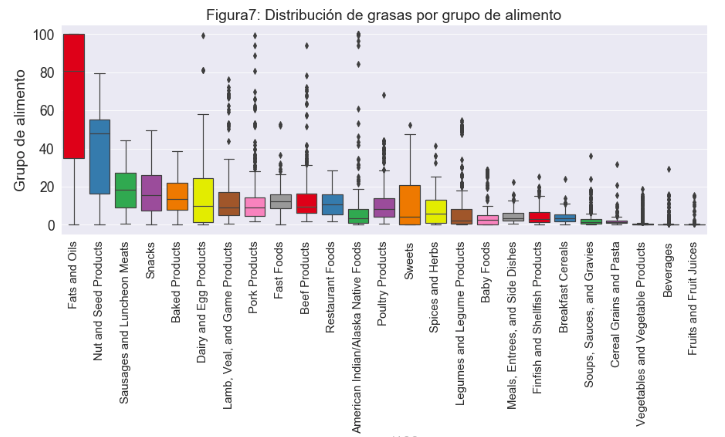 Figura7: Distribución de grasas por grupo de alimento
Grupo de alimento
100
80
60
40
20
0
Fats and Oils
Nut and Seed Products
Sausages and Luncheon Meats
Snacks
Baked Products
Dairy and Egg Products
Lamb, Veal, and Game Products
Pork Products
Fast Foods
Beef Products
Restaurant Foods
American Indian/Alaska Native Foods
Poultry Products
Sweets
Spices and Herbs
Legumes and Legume Products
Baby Foods
Meals, Entrees, and Side Dishes
Finfish and Shellfish Products
Breakfast Cereals
Soups, Sauces, and Gravies
Cereal Grains and Pasta
Vegetables and Vegetable Products
Beverages
Fruits and Fruit Juices